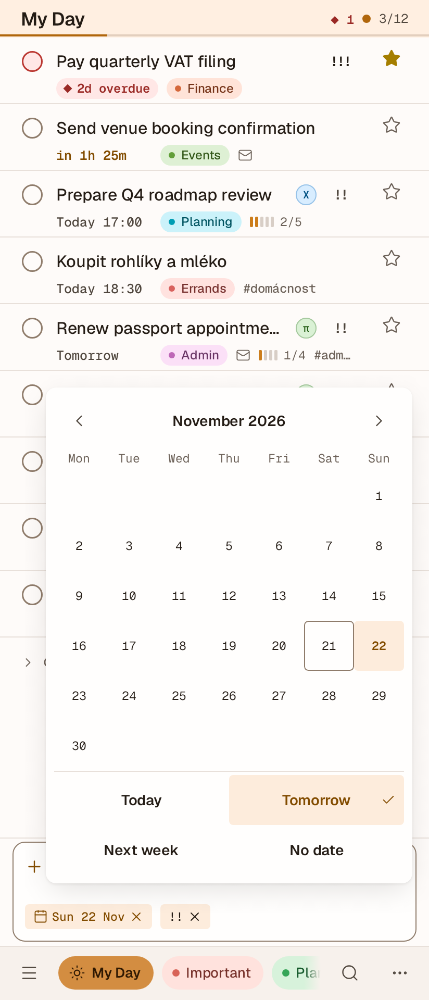 My Day
◆ 1 ● 3/12
Pay quarterly VAT filing !!!
◆ 2d overdue Finance
Send venue booking confirmation
in 1h 25m Events
Prepare Q4 roadmap review X !!
Today 17:00 Planning 2/5
Koupit rohlíky a mléko
Today 18:30 Errands #domácnost
Renew passport appointme… π !!
Tomorrow Admin 1/4 #adm…
November 2026
Mon Tue Wed Thu Fri Sat Sun
1
2 3 4 5 6 7 8
9 10 11 12 13 14 15
16 17 18 19 20 21 22
23 24 25 26 27 28 29
30
Today Tomorrow
Next week No date
Sun 22 Nov !!
My Day Important Pla